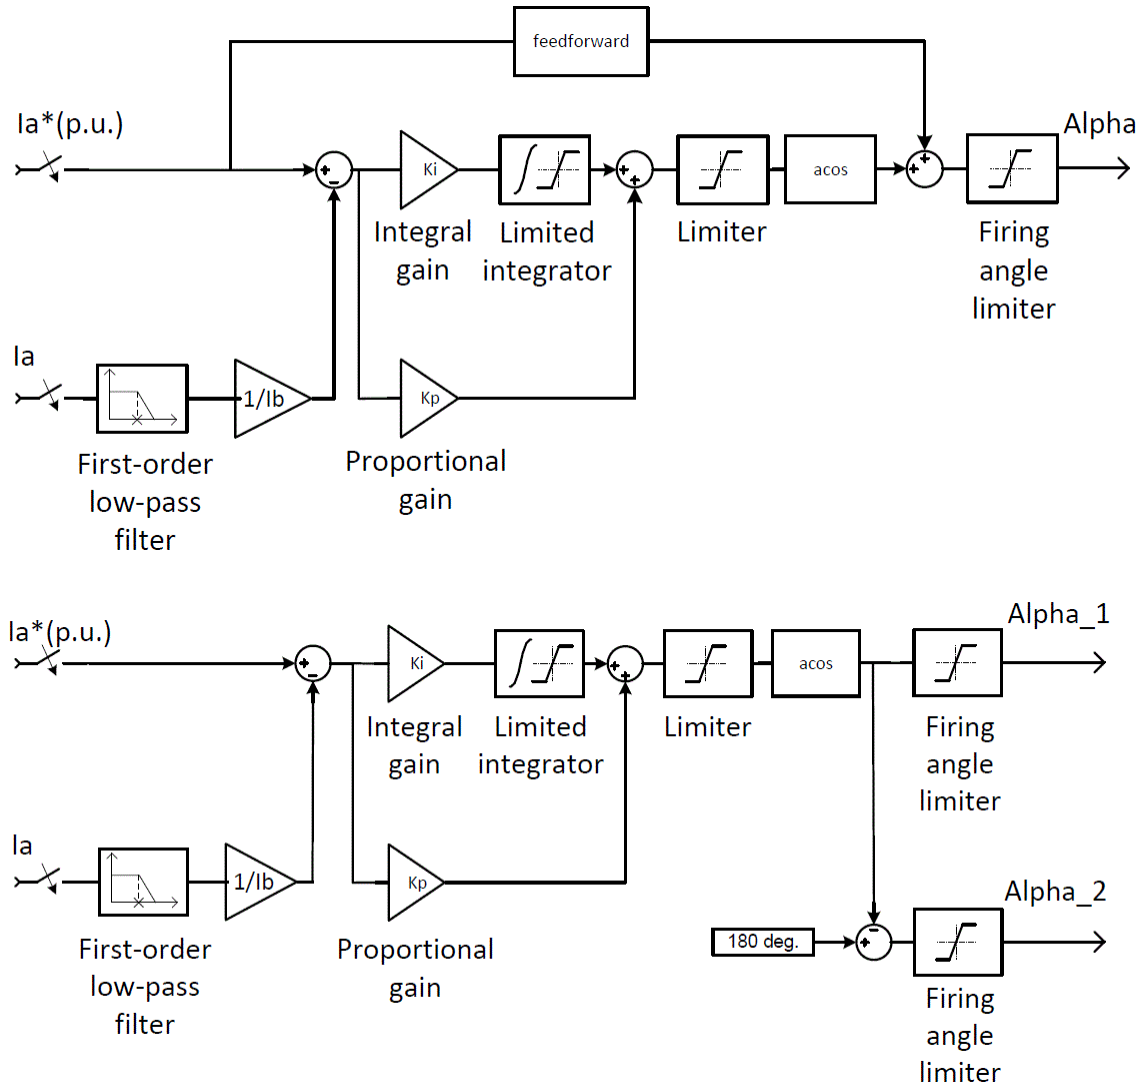 feedforward
Ia*(p.u.)
Alpha
+
−
Ki
+
+
acos
+
+
Integral
gain
Limited
integrator
Limiter
Firing
angle
limiter
Ia
1/Ib
Kp
First-order
low-pass
filter
Proportional
gain
Ia*(p.u.)
Alpha_1
+
−
Ki
+
+
acos
Integral
gain
Limited
integrator
Limiter
Firing
angle
limiter
Ia
1/Ib
Kp
Alpha_2
180 deg.
+
−
First-order
low-pass
filter
Proportional
gain
Firing
angle
limiter